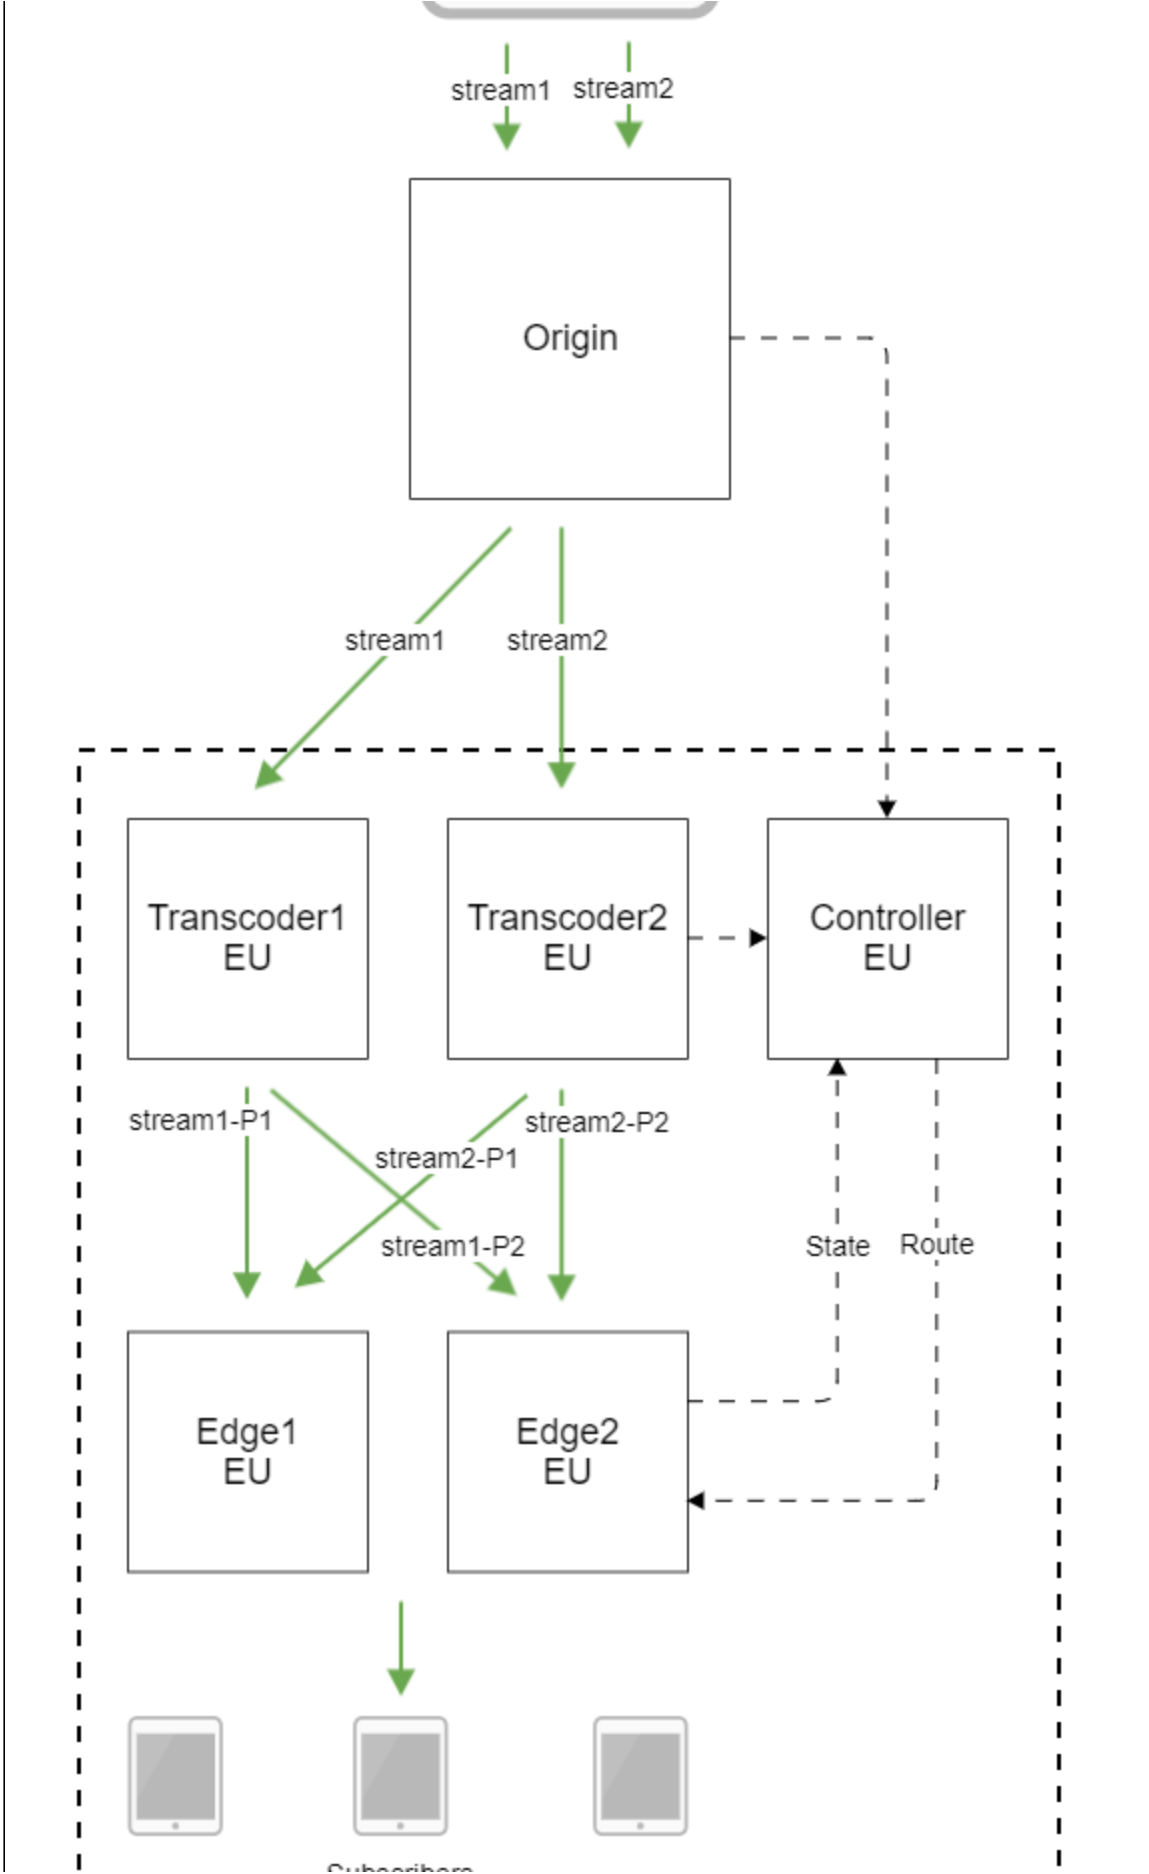 stream1 stream2
Origin
stream1 stream2
Transcoder1
EU
Transcoder2
EU
Controller
EU
stream1-P1
stream2-P2
stream2-P1
stream1-P2
State
Route
Edge1
EU
Edge2
EU
Subscribers